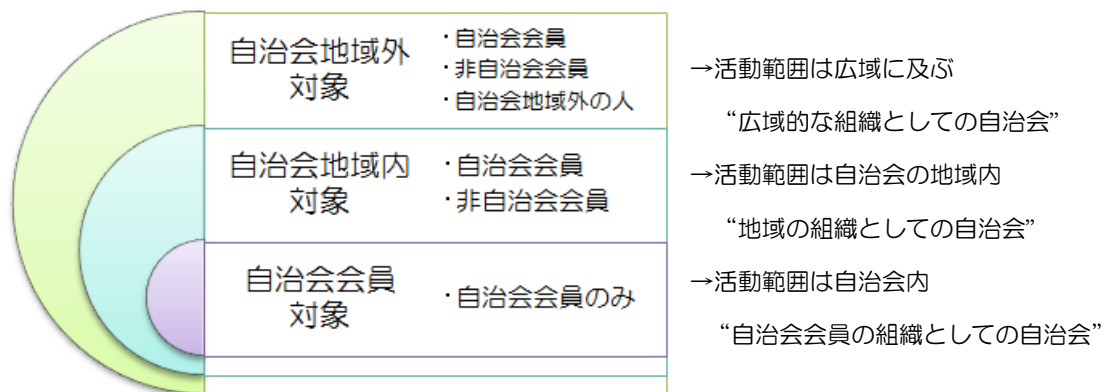 自治会地域外
対象
・自治会会員
・非自治会会員
・自治会地域外の人
→活動範囲は広域に及ぶ
“広域的な組織としての自治会”
自治会地域内
対象
・自治会会員
・非自治会会員
→活動範囲は自治会の地域内
“地域の組織としての自治会”
自治会会員
対象
・自治会会員のみ
→活動範囲は自治会内
“自治会会員の組織としての自治会”